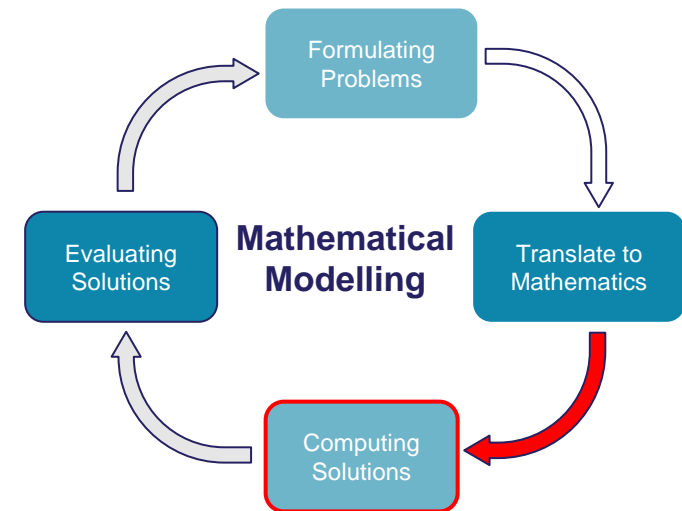 Formulating
Problems
Mathematical
Modelling
Evaluating
Solutions
Translate to
Mathematics
Computing
Solutions